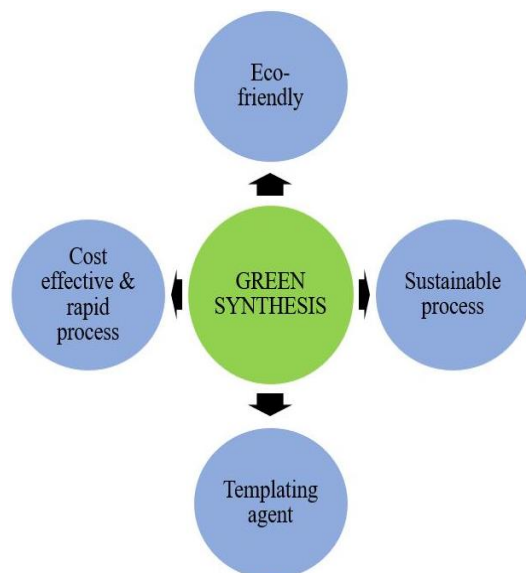 Eco-
friendly
Cost
effective &
rapid
process
GREEN
SYNTHESIS
Sustainable
process
Templating
agent